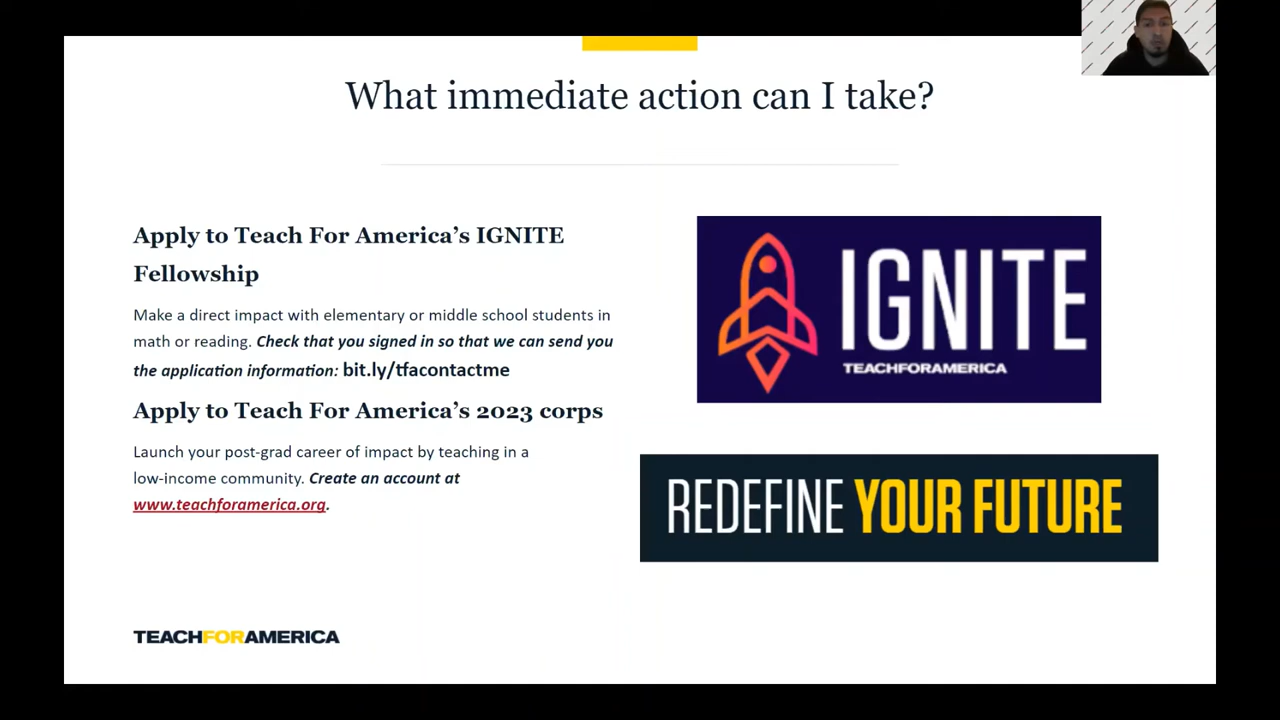 What immediate action can I take?
Apply to Teach For America’s IGNITE
Fellowship
Make a direct impact with elementary or middle school students in
math or reading. Check that you signed in so that we can send you
the application information: bit.ly/tfacontactme
Apply to Teach For America’s 2023 corps
Launch your post-grad career of impact by teaching in a
low-income community. Create an account at
www.teachforamerica.org.
IGNITE
TEACHFORAMERICA
REDEFINE YOUR FUTURE
TEACHFORAMERICA